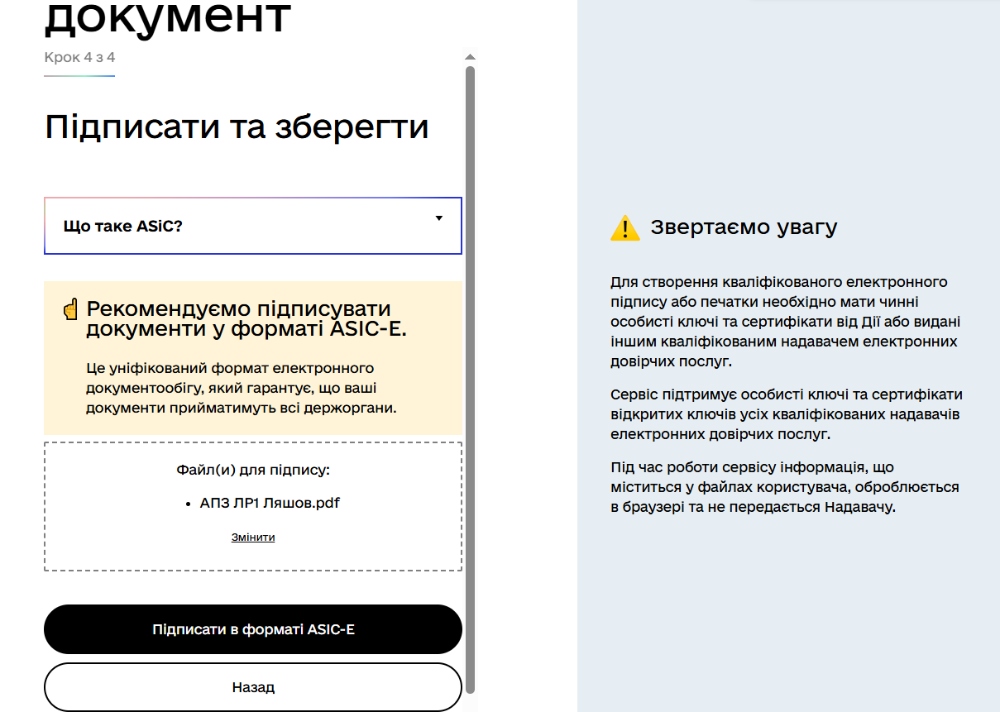 документ
Крок 4 з 4
Підписати та зберегти
Що таке ASiC?
Рекомендуємо підписувати
документи у форматі ASIC-E.
Це уніфікований формат електронного
документообігу, який гарантує, що ваші
документи прийматимуть всі держоргани.
Файл(и) для підпису:
• АПЗ ЛР1 Ляшов.pdf
Змінити
Підписати в форматі ASIC-E
Назад
Звертаємо увагу
Для створення кваліфікованого електронного
підпису або печатки необхідно мати чинні
особисті ключі та сертифікати від Дії або видані
іншим кваліфікованим надавачем електронних
довірчих послуг.
Сервіс підтримує особисті ключі та сертифікати
відкритих ключів усіх кваліфікованих надавачів
електронних довірчих послуг.
Під час роботи сервісу інформація, що
міститься у файлах користувача, оброблюється
в браузері та не передається Надавачу.